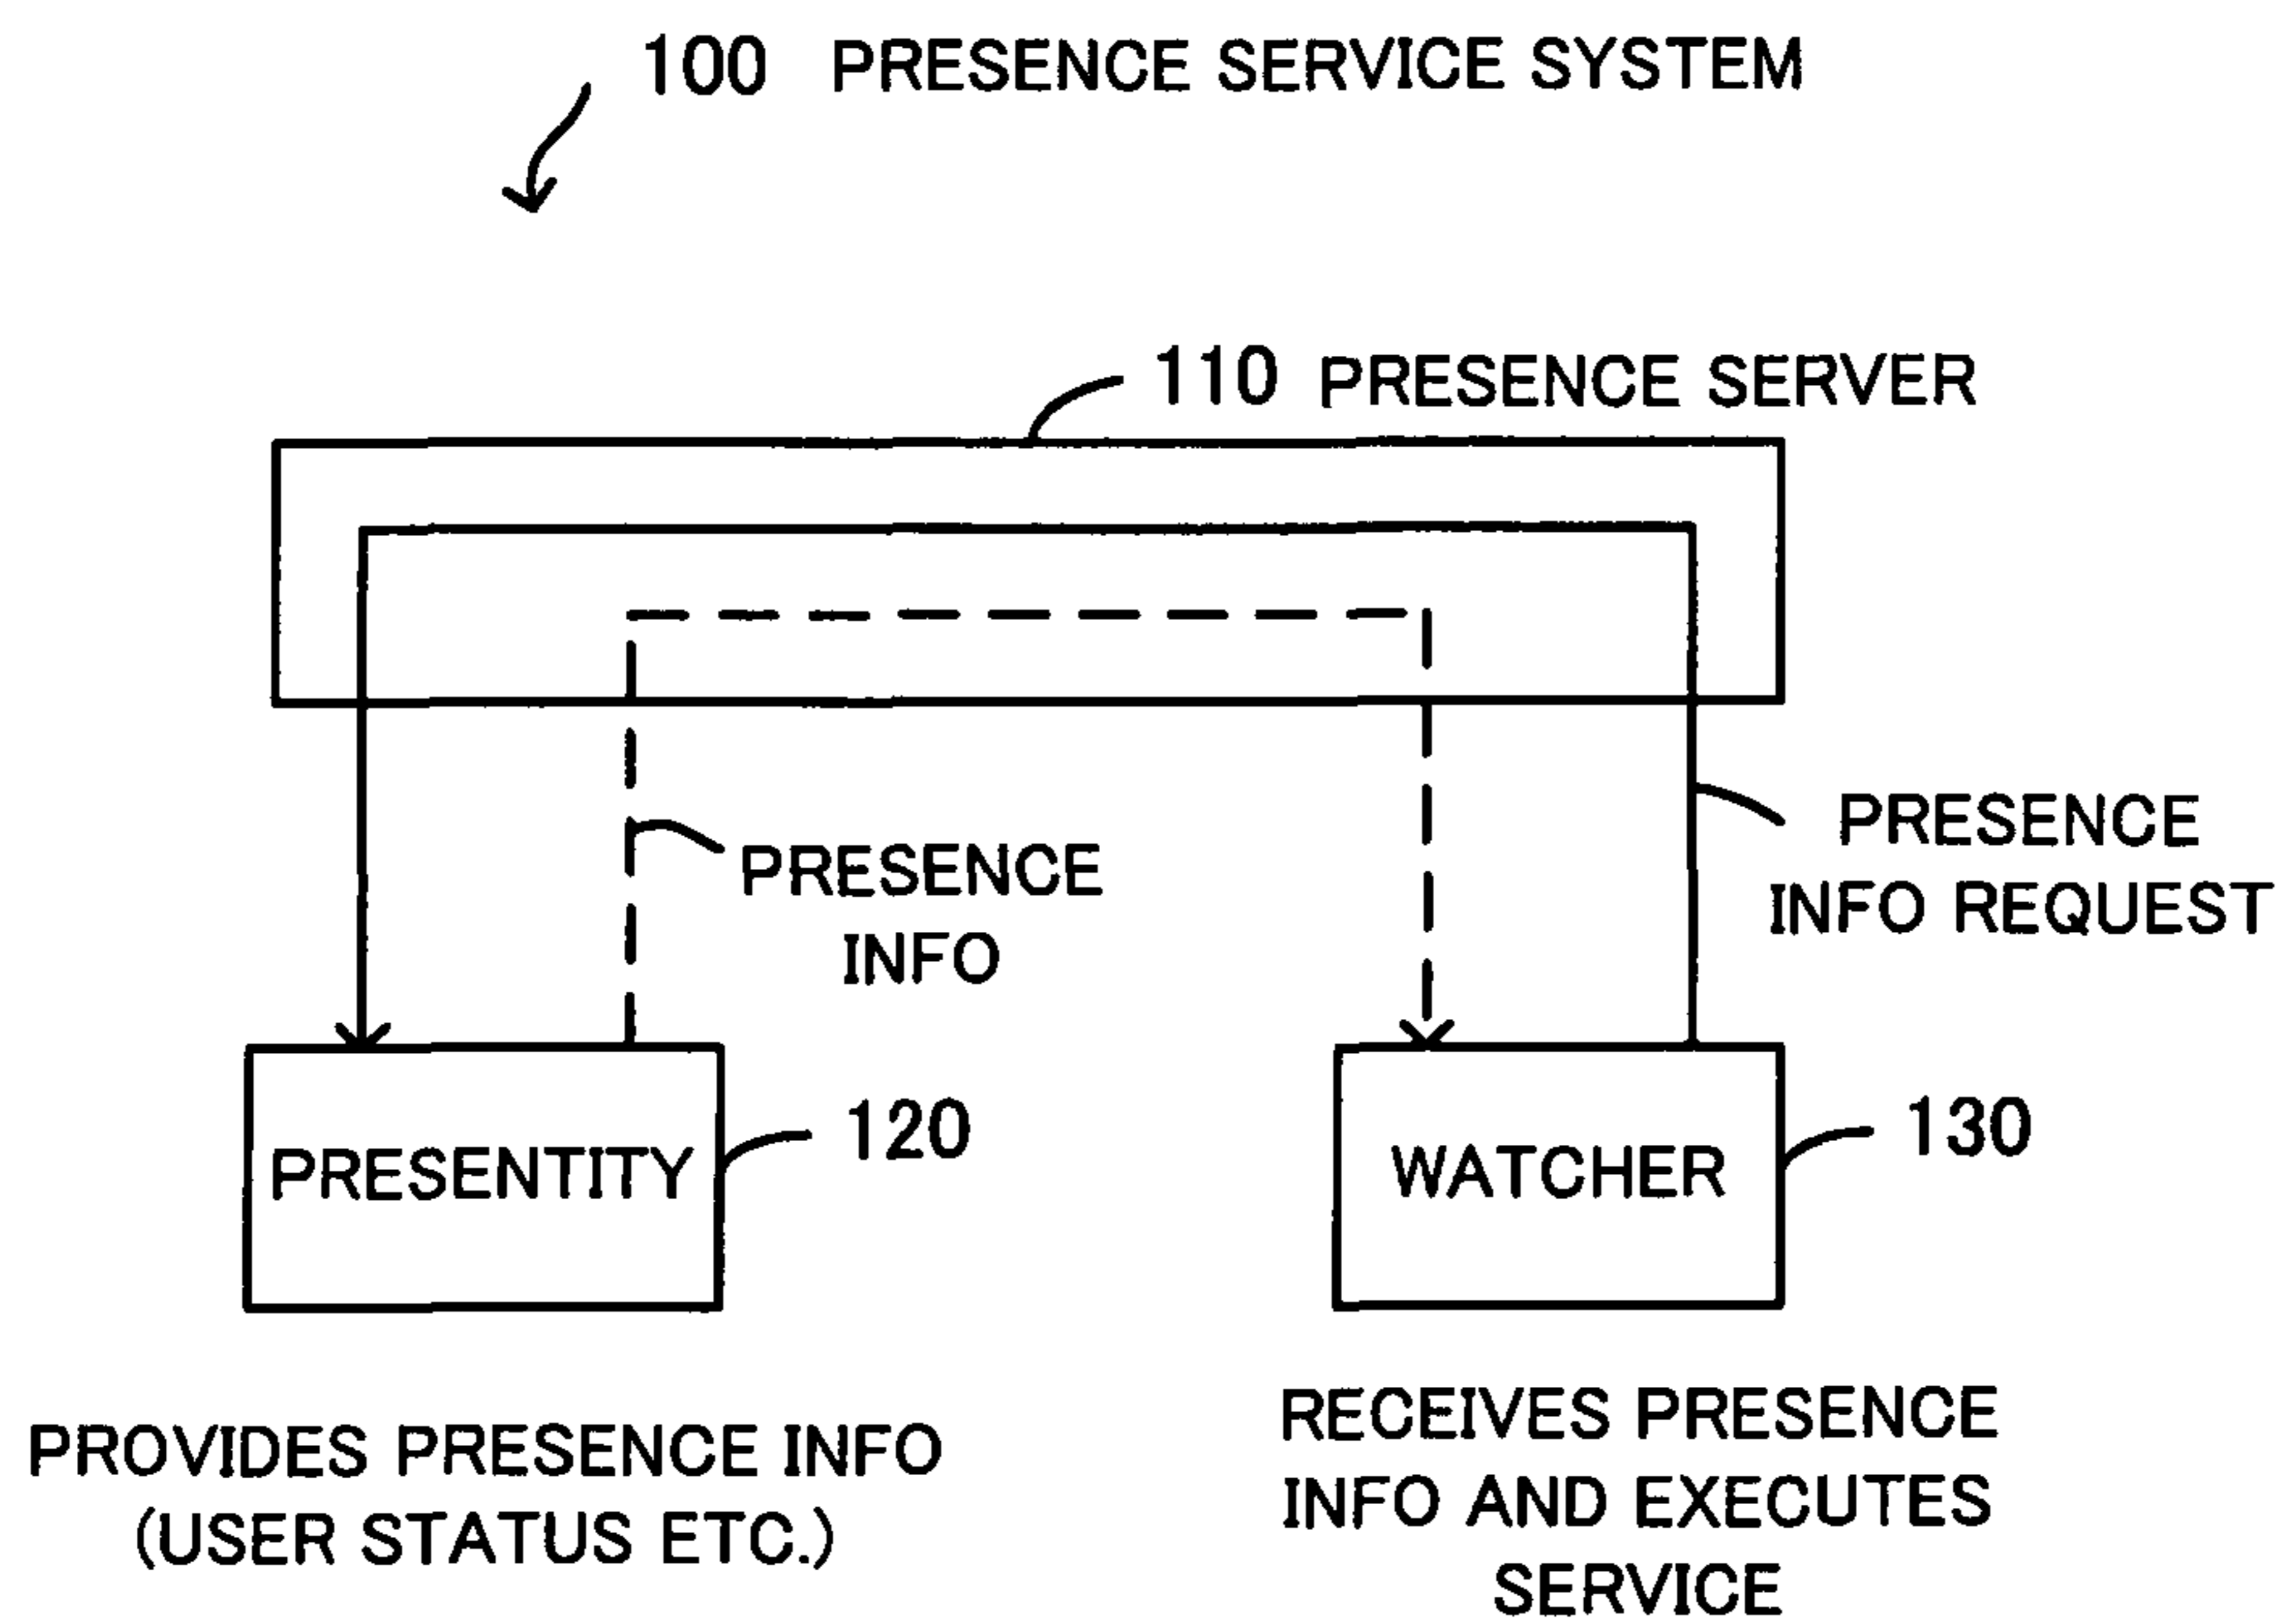 100 PRESENCE SERVICE SYSTEM
110 PRESENCE SERVER
PRESENCE
INFO
PRESENCE
INFO REQUEST
PRESENTITY
120
WATCHER
130
PROVIDES PRESENCE INFO
(USER STATUS ETC.)
RECEIVES PRESENCE
INFO AND EXECUTES
SERVICE